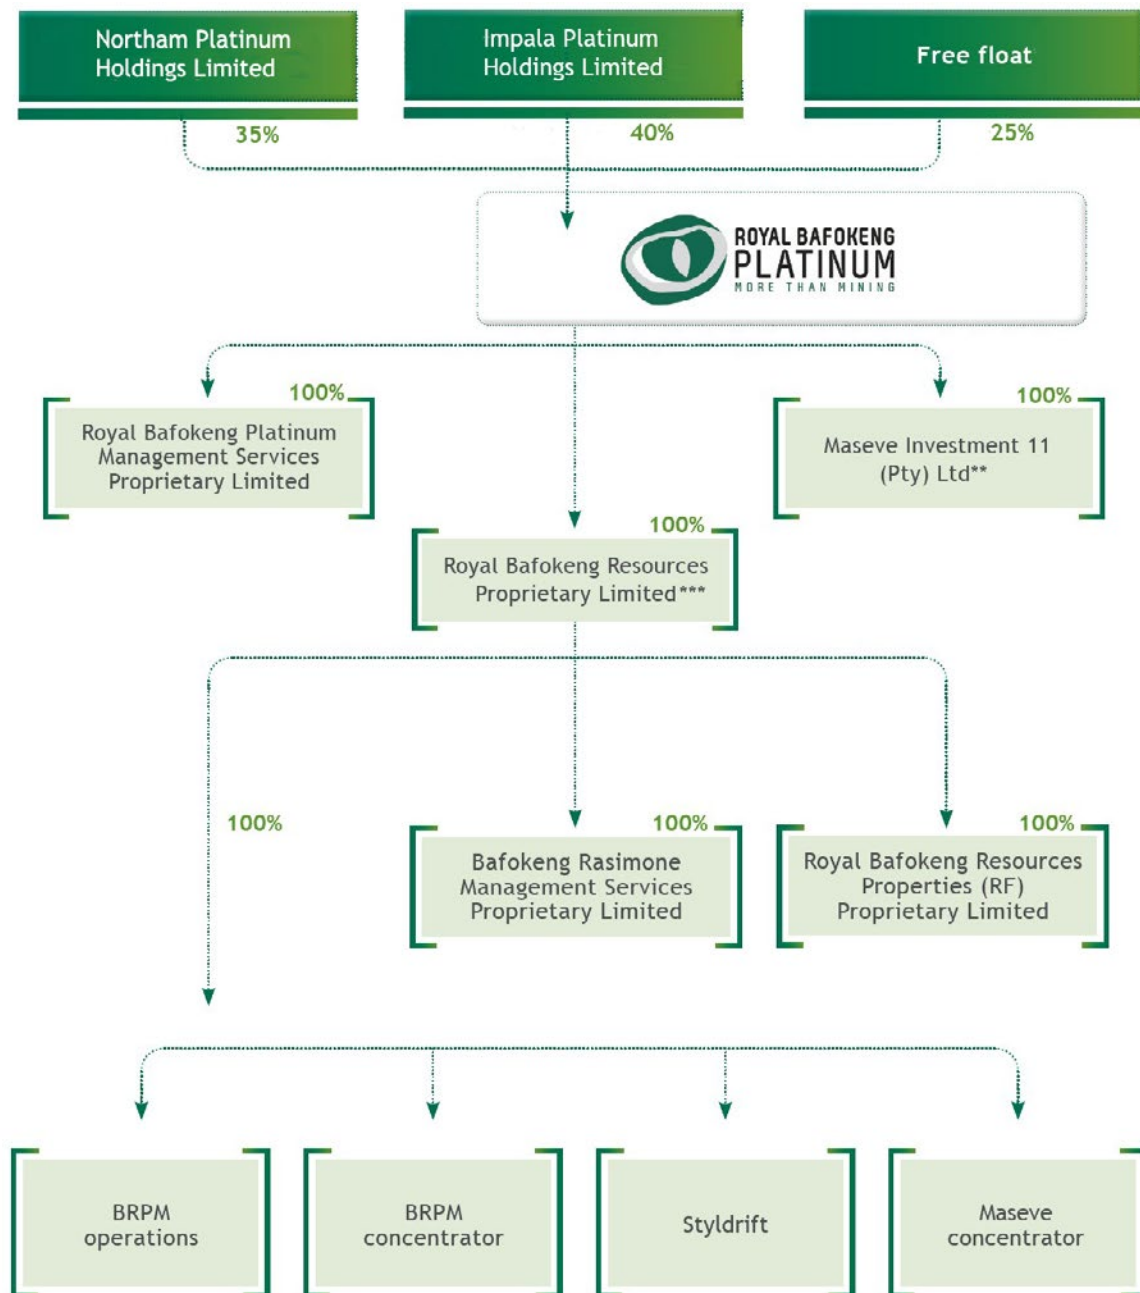 Northam Platinum
Holdings Limited
Impala Platinum
Holdings Limited
Free float
35%
40%
25%
ROYAL BAFOKENG
PLATINUM
MORE THAN MINING
100%
Royal Bafokeng Platinum
Management Services
Proprietary Limited
100%
Maseve Investment 11
(Pty) Ltd**
100%
Royal Bafokeng Resources
Proprietary Limited***
100%
100%
Bafokeng Rasimone
Management Services
Proprietary Limited
100%
Royal Bafokeng Resources
Properties (RF)
Proprietary Limited
BRPM
operations
BRPM
concentrator
Styldrift
Maseve
concentrator